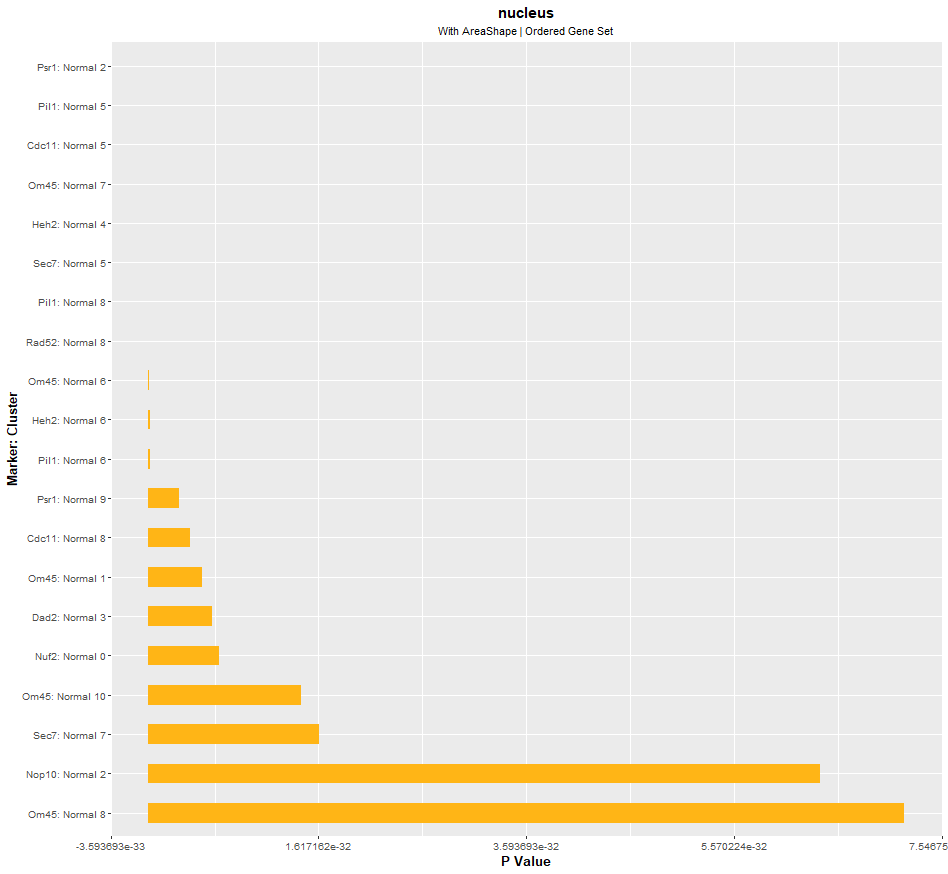 nucleus
With AreaShape | Ordered Gene Set
Psr1: Normal 2
Pil1: Normal 5
Cdc11: Normal 5
Om45: Normal 7
Heh2: Normal 4
Sec7: Normal 5
Pil1: Normal 8
Rad52: Normal 8
Om45: Normal 6
Heh2: Normal 6
Pil1: Normal 6
Psr1: Normal 9
Cdc11: Normal 8
Om45: Normal 1
Dad2: Normal 3
Nuf2: Normal 0
Om45: Normal 10
Sec7: Normal 7
Nop10: Normal 2
Om45: Normal 8
Marker: Cluster
-3.593693e-33 1.617162e-32 3.593693e-32 5.570224e-32 7.54675
P Value